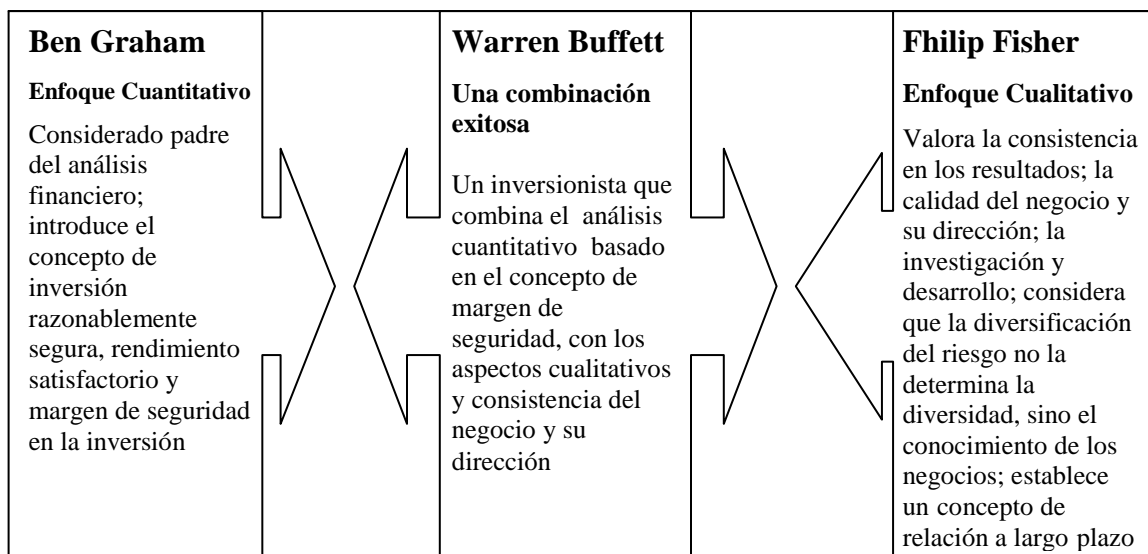 Ben Graham
Enfoque Cuantitativo
Considerado padre
del análisis
financiero;
introduce el
concepto de
inversión
razonablemente
segura, rendimiento
satisfactorio y
margen de seguridad
en la inversión
Warren Buffett
Una combinación
exitosa
Un inversionista que
combina el análisis
cuantitativo basado
en el concepto de
margen de
seguridad, con los
aspectos cualitativos
y consistencia del
negocio y su
dirección
Fhilip Fisher
Enfoque Cualitativo
Valora la consistencia
en los resultados; la
calidad del negocio y
su dirección; la
investigación y
desarrollo; considera
que la diversificación
del riesgo no la
determina la
diversidad, sino el
conocimiento de los
negocios; establece
un concepto de
relación a largo plazo